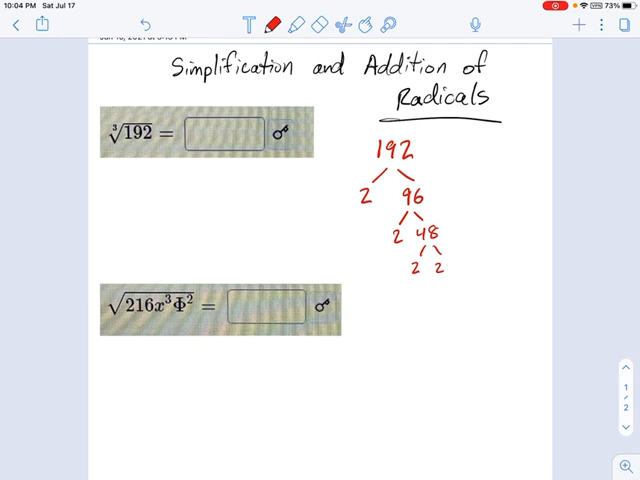 10:04 PM Sat Jul 17
VPN 73%
Simplification and Addition of
Radicals
∛192 =
192
2 96
2 48
2 2
√216x³Φ² =
1
/
2